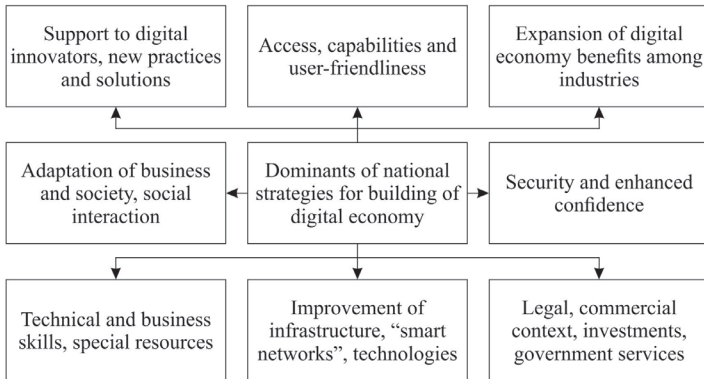 Support to digital
innovators, new practices
and solutions
Access, capabilities and
user-friendliness
Expansion of digital
economy benefits among
industries
Adaptation of business
and society, social
interaction
Dominants of national
strategies for building of
digital economy
Security and enhanced
confidence
Technical and business
skills, special resources
Improvement of
infrastructure, “smart
networks”, technologies
Legal, commercial
context, investments,
government services